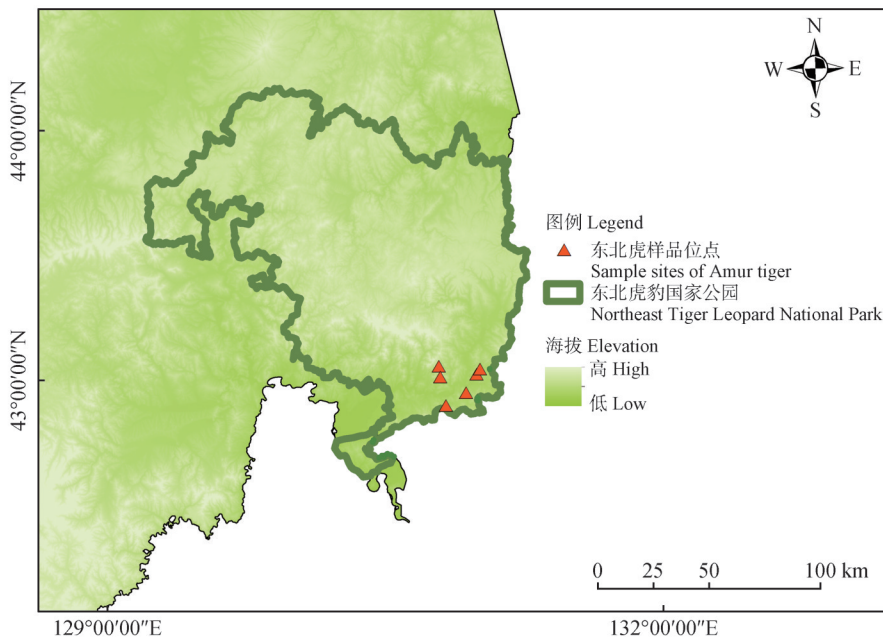 N
W E
S
44°00′00″N
43°00′00″N
图例 Legend
东北虎样品位点
Sample sites of Amur tiger
东北虎豹国家公园
Northeast Tiger Leopard National Park
海拔 Elevation
高 High
低 Low
0 25 50 100 km
129°00′00″E 132°00′00″E